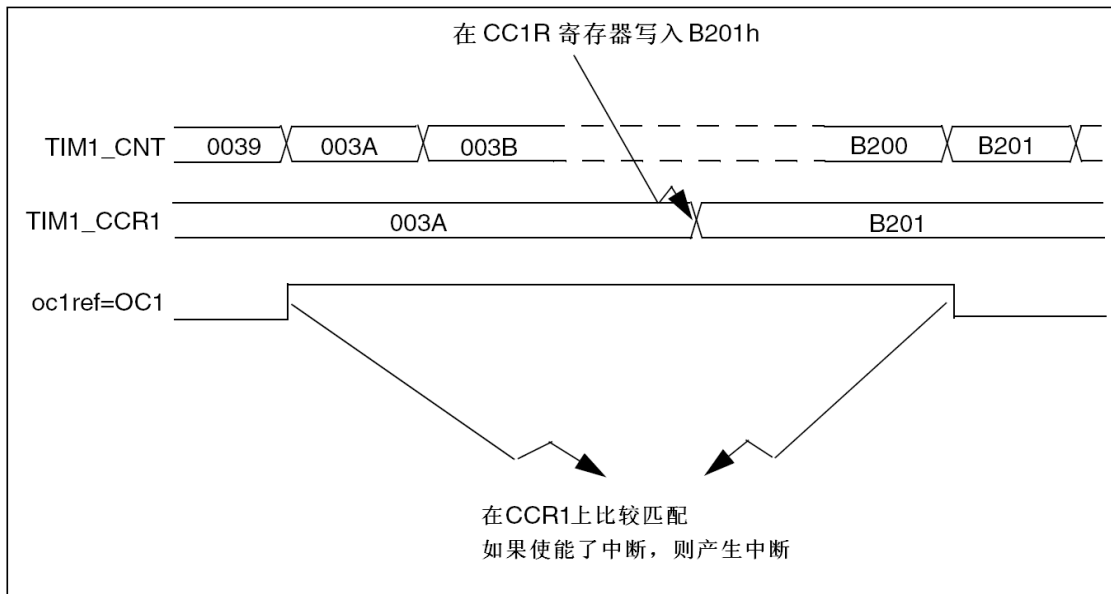 在 CC1R 寄存器写入 B201h
TIM1_CNT 0039 003A 003B B200 B201
TIM1_CCR1 003A B201
oc1ref=OC1
在CCR1上比较匹配
如果使能了中断，则产生中断